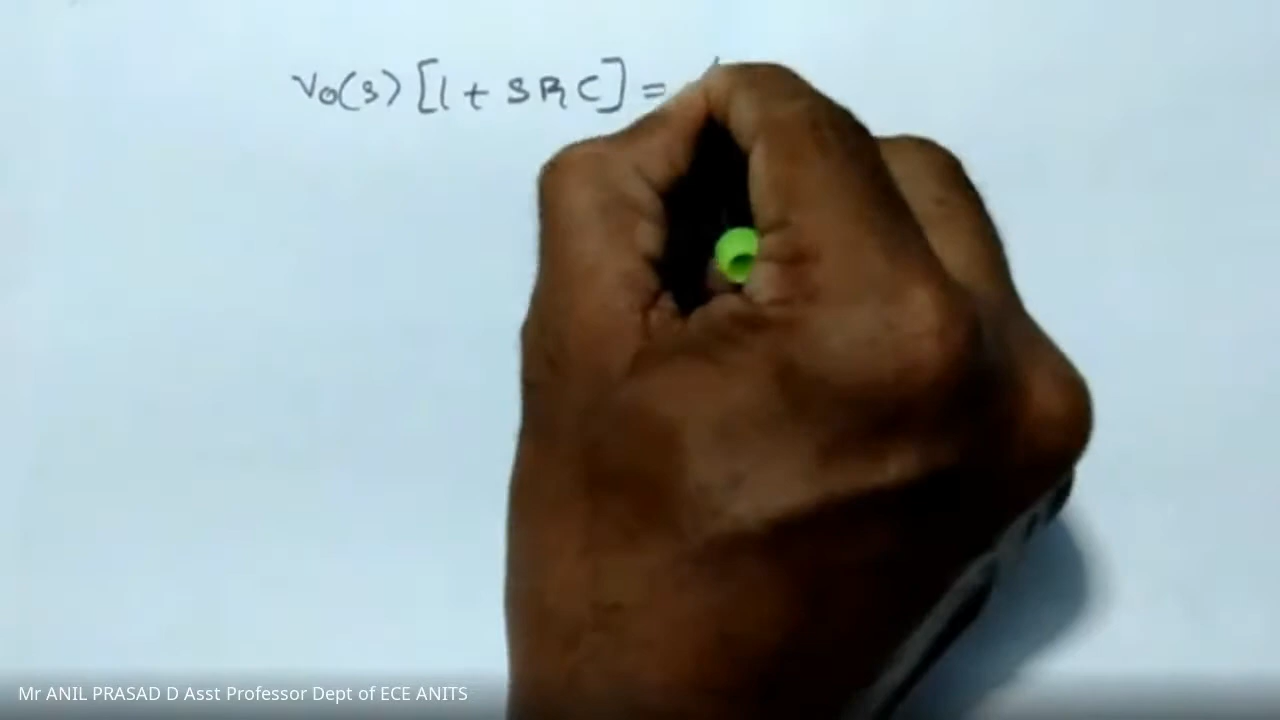 Vo(s) [1 + SRC] =
Mr ANIL PRASAD D Asst Professor Dept of ECE ANITS